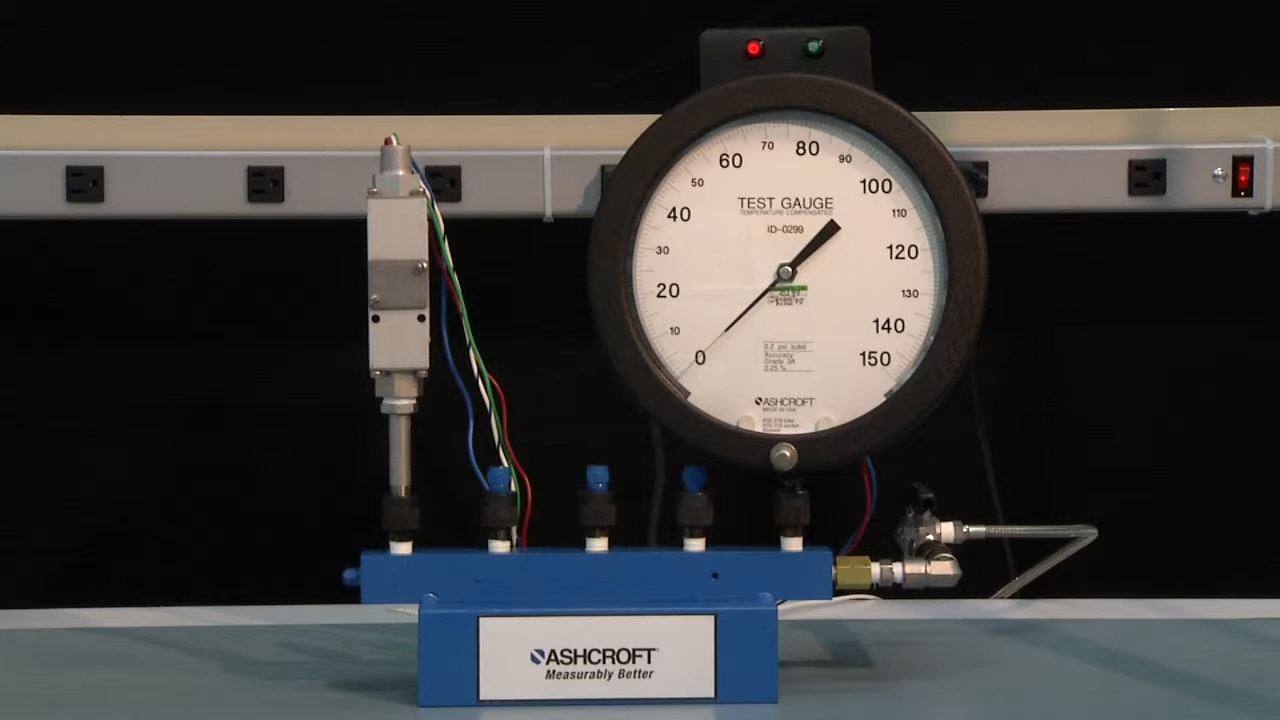 70
60
80
90
50
100
TEST GAUGE
TEMPERATURE COMPENSATED
40
110
ID-0299
30
120
20
130
10
140
0
150
0.2 psi subd
Accuracy
Grade 3A
0.25 %
ASHCROFT
MADE IN USA
ASHCROFT
Measurably Better